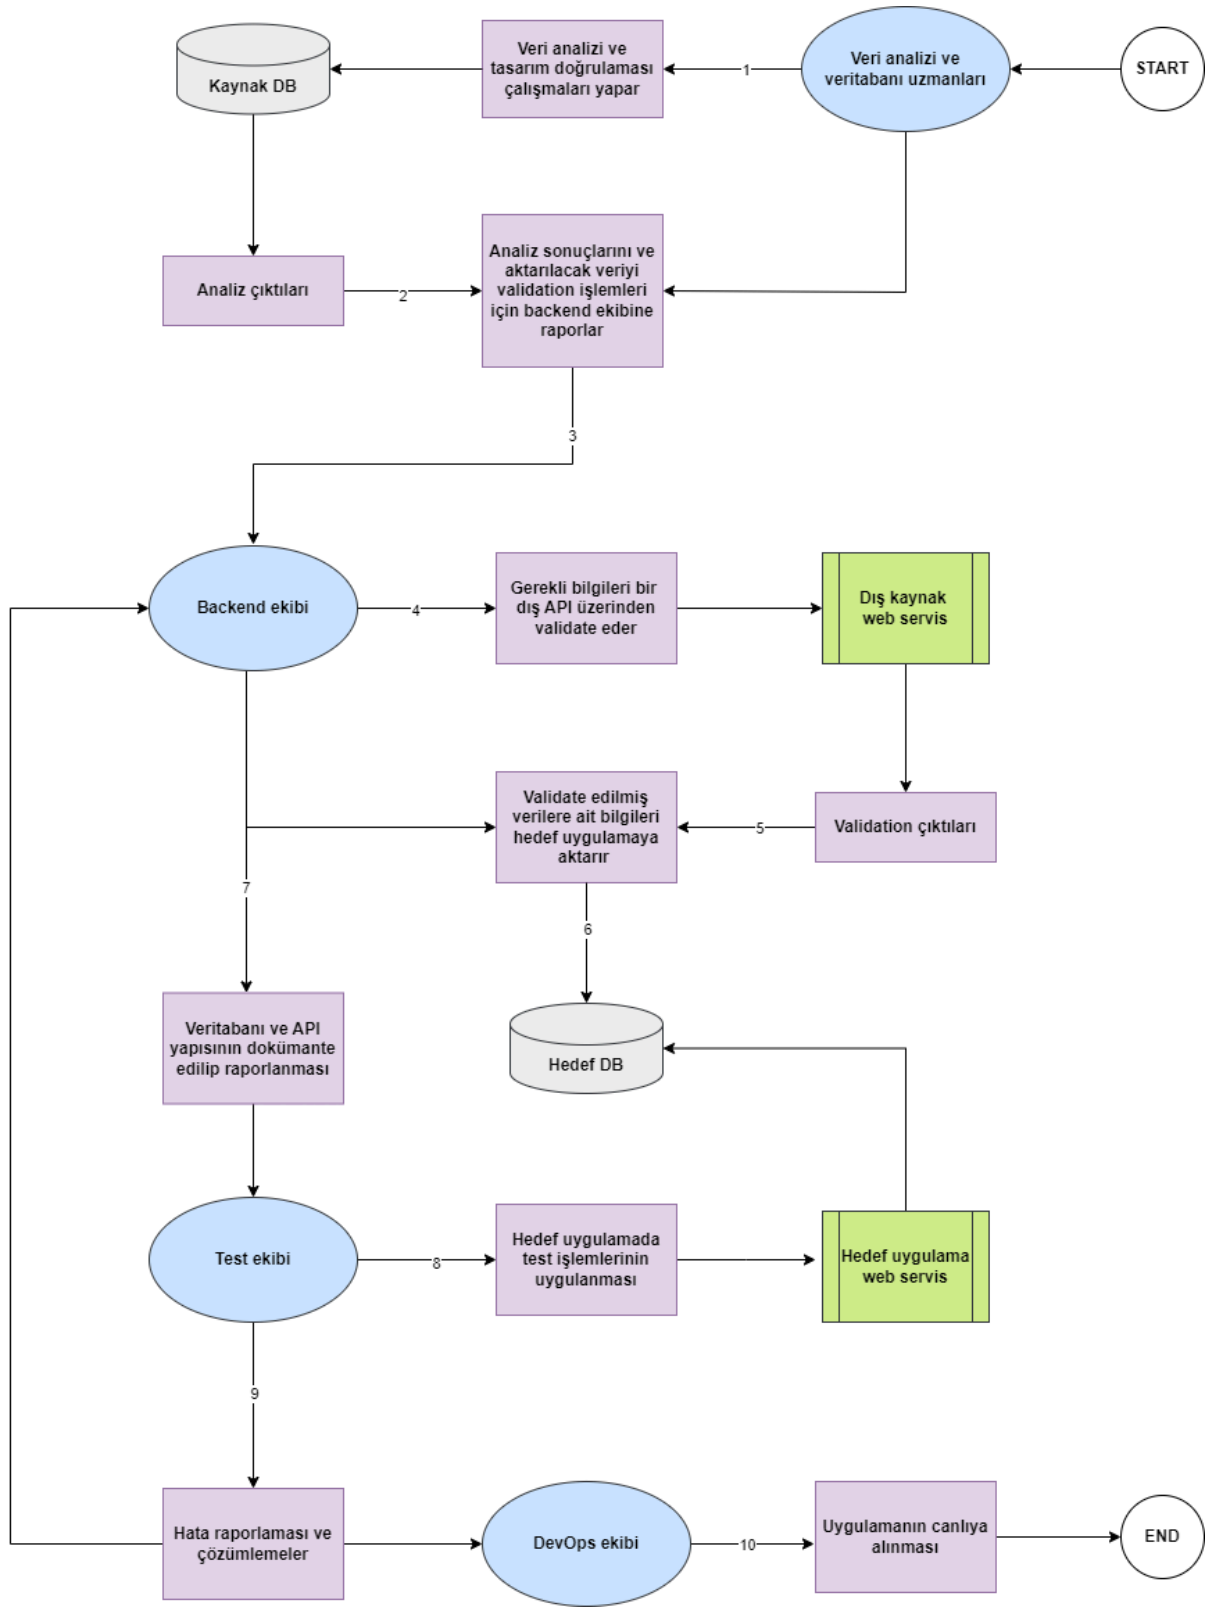 START
Veri analizi ve
veritabanı uzmanları
1
Veri analizi ve
tasarım doğrulaması
çalışmaları yapar
Kaynak DB
Analiz çıktıları
2
Analiz sonuçlarını ve
aktarılacak veriyi
validation işlemleri
için backend ekibine
raporlar
3
Backend ekibi
4
Gerekli bilgileri bir
dış API üzerinden
validate eder
Dış kaynak
web servis
Validation çıktıları
5
Validate edilmiş
verilere ait bilgileri
hedef uygulamaya
aktarır
6
Hedef DB
7
Veritabanı ve API
yapısının dokümante
edilip raporlanması
Test ekibi
8
Hedef uygulamada
test işlemlerinin
uygulanması
Hedef uygulama
web servis
9
Hata raporlaması ve
çözümlemeler
DevOps ekibi
10
Uygulamanın canlıya
alınması
END